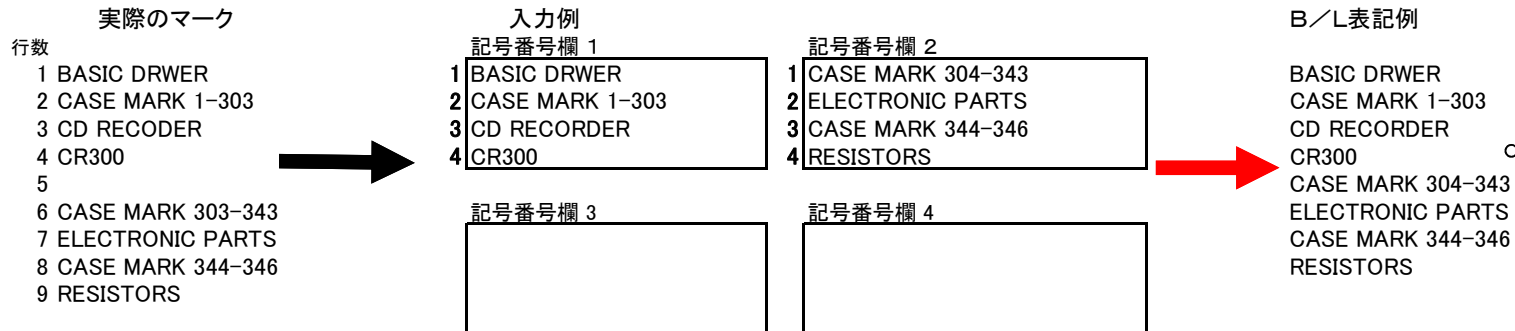 実際のマーク
行数
1 BASIC DRWER
2 CASE MARK 1-303
3 CD RECODER
4 CR300
5
6 CASE MARK 303-343
7 ELECTRONIC PARTS
8 CASE MARK 344-346
9 RESISTORS
入力例
記号番号欄 1
1 BASIC DRWER
2 CASE MARK 1-303
3 CD RECORDER
4 CR300
記号番号欄 2
1 CASE MARK 304-343
2 ELECTRONIC PARTS
3 CASE MARK 344-346
4 RESISTORS
記号番号欄 3
記号番号欄 4
B/L表記例
BASIC DRWER
CASE MARK 1-303
CD RECORDER
CR300
CASE MARK 304-343
ELECTRONIC PARTS
CASE MARK 344-346
RESISTORS